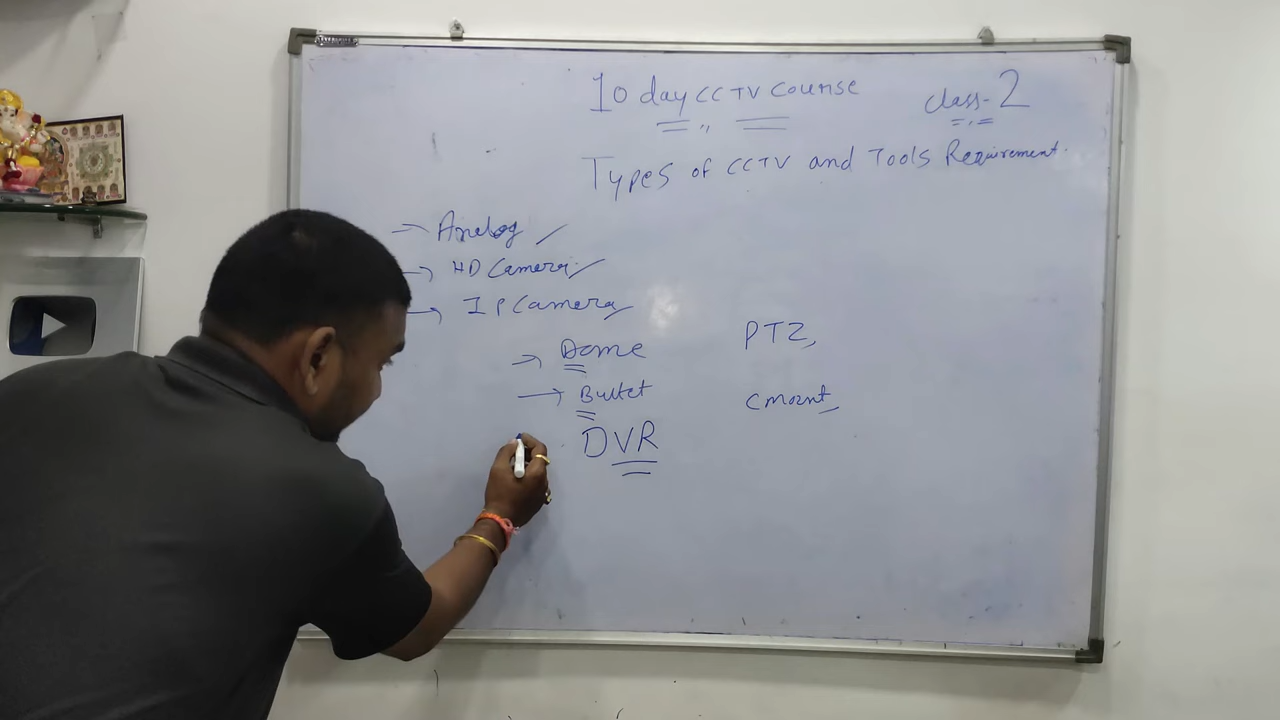 10 day CCTV Course
class-2
Types of CCTV and Tools Requirement.
→ Analog
→ HD Camera
→ IP Camera
→ Dome
PTZ,
→ Bullet
cmount,
DVR